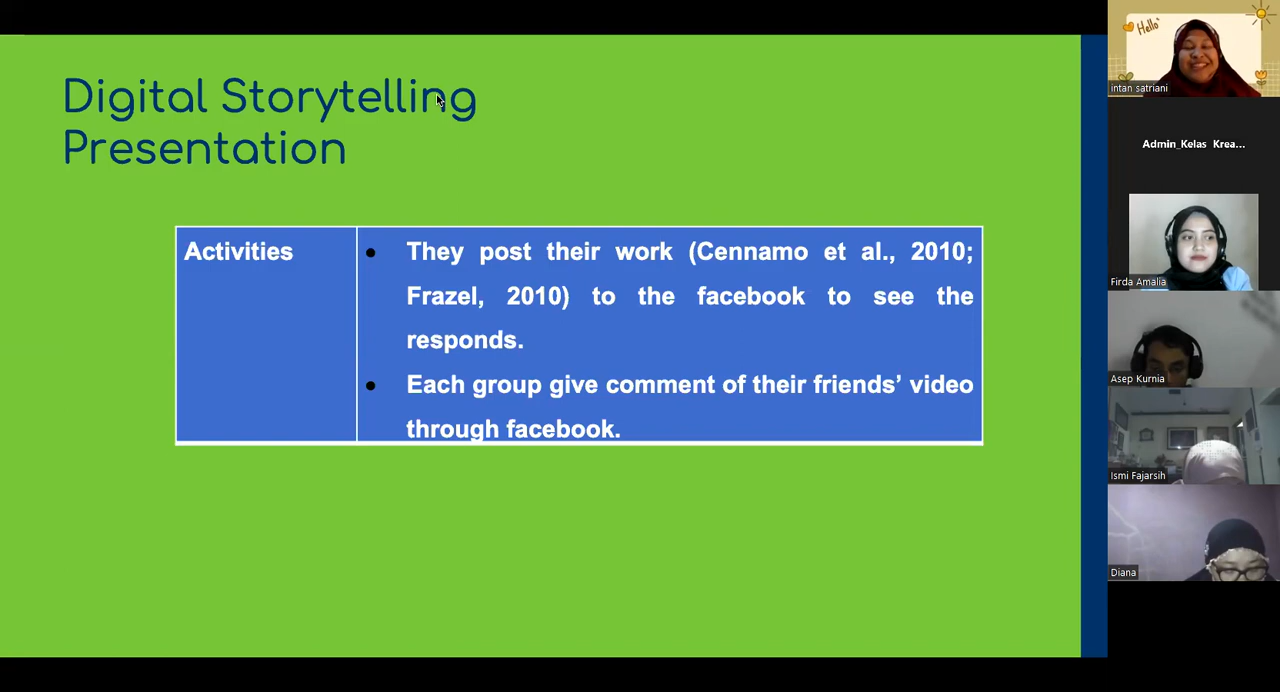 Digital Storytelling
Presentation
Activities
They post their work (Cennamo et al., 2010;
Frazel, 2010) to the facebook to see the
responds.
Each group give comment of their friends’ video
through facebook.
Hello
intan satriani
Admin_Kelas Krea...
Firda Amalia
Asep Kurnia
Ismi Fajarsih
Diana